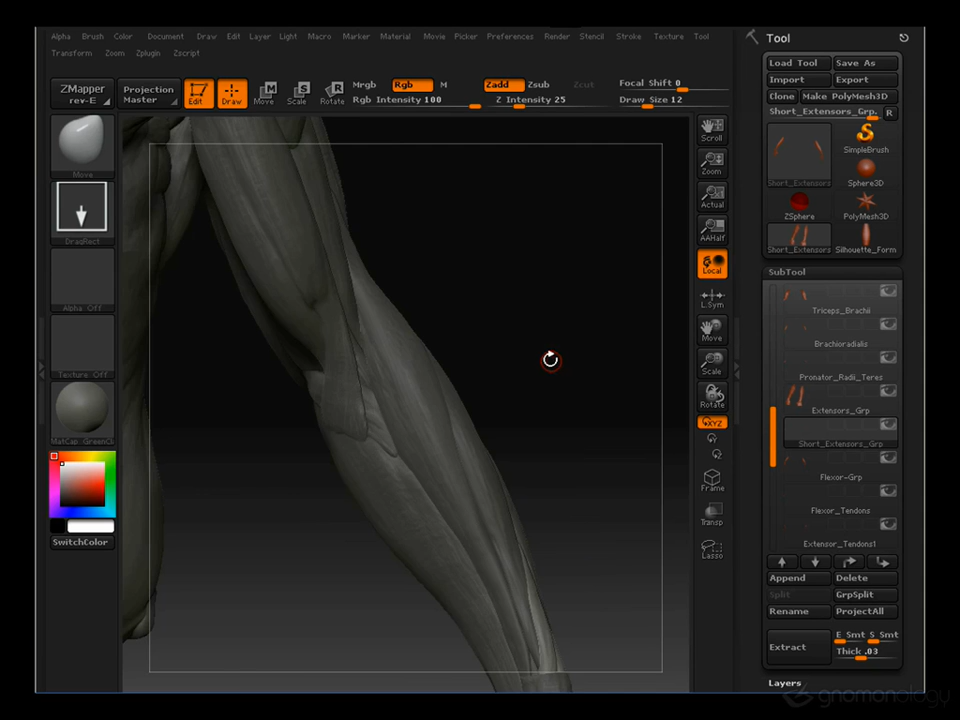 Alpha Brush Color Document Draw Edit Layer Light Macro Marker Material Movie Picker Preferences Render Stencil Stroke Texture Tool
Transform Zoom Zplugin Zscript
ZMapper
rev-E
Projection
Master
Edit
Draw
Move
Scale
Rotate
Mrgb Rgb M
Rgb Intensity 100
Zadd Zsub Zcut
Z Intensity 25
Focal Shift 0
Draw Size 12
Move
DragRect
Alpha Off
Texture Off
SwitchColor
Scroll
Zoom
Actual
AAHalf
Local
L.Sym
Move
Scale
Rotate
XYZ
Frame
Transp
Lasso
Tool
Load Tool Save As
Import Export
Clone Make PolyMesh3D
Short_Extensors_Grp. R
Short_Extensors
SimpleBrush
Sphere3D
ZSphere PolyMesh3D
Short_Extensors Silhouette_Form
SubTool
Triceps_Brachii
Brachioradialis
Pronator_Radii_Teres
Extensors_Grp
Short_Extensors_Grp
Flexor-Grp
Flexor_Tendons
Extensor_Tendons1
Append Delete
Split GrpSplit
Rename ProjectAll
Extract
E Smt S Smt
Thick .03
Layers
gnomonology